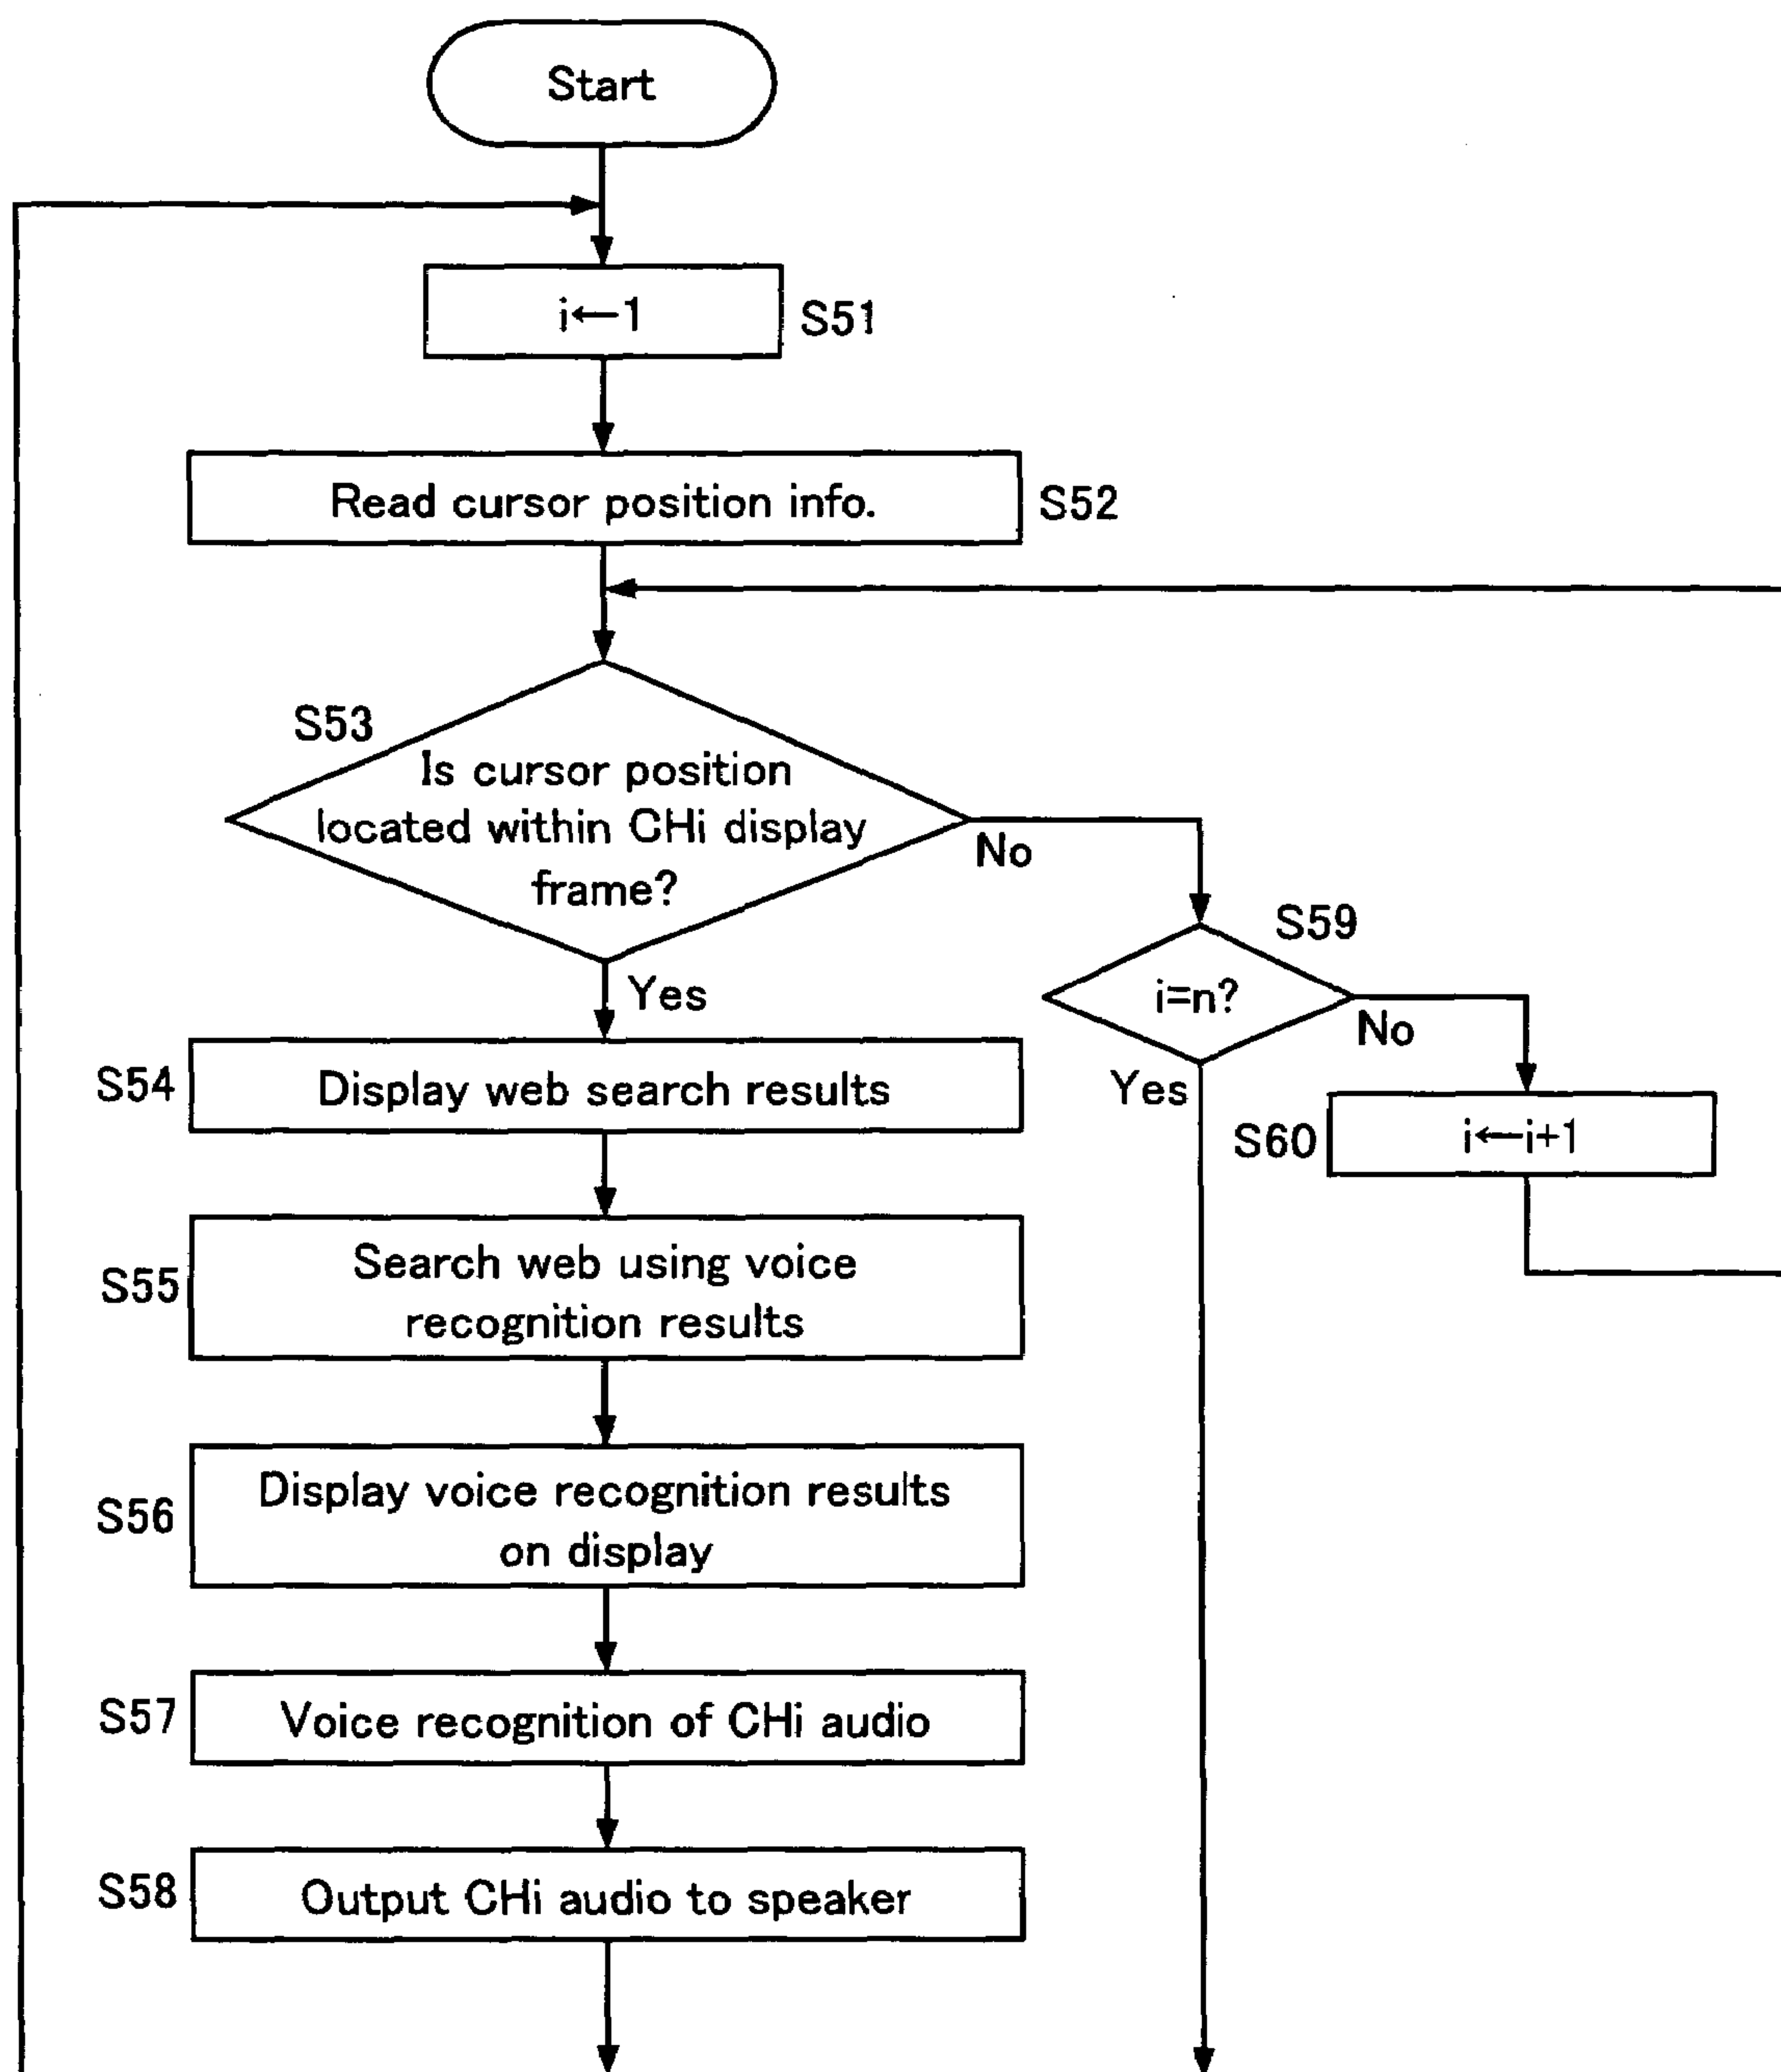 Start
i←1
S51
Read cursor position info.
S52
S53
Is cursor position
located within CHi display
frame?
No
Yes
S59
i=n?
No
Yes
S60
i←i+1
S54
Display web search results
S55
Search web using voice
recognition results
S56
Display voice recognition results
on display
S57
Voice recognition of CHi audio
S58
Output CHi audio to speaker